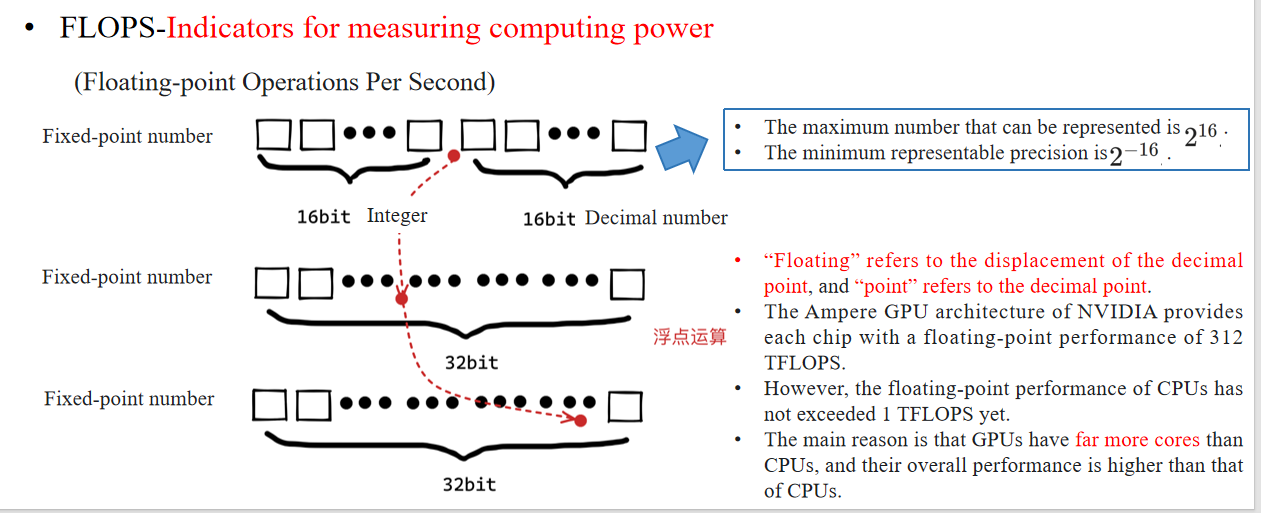 • FLOPS-Indicators for measuring computing power
(Floating-point Operations Per Second)
Fixed-point number
• The maximum number that can be represented is 2^16 .
• The minimum representable precision is 2^−16 .
16bit Integer
16bit Decimal number
Fixed-point number
32bit
浮点运算
Fixed-point number
32bit
• “Floating” refers to the displacement of the decimal
point, and “point” refers to the decimal point.
• The Ampere GPU architecture of NVIDIA provides
each chip with a floating-point performance of 312
TFLOPS.
• However, the floating-point performance of CPUs has
not exceeded 1 TFLOPS yet.
• The main reason is that GPUs have far more cores than
CPUs, and their overall performance is higher than that
of CPUs.